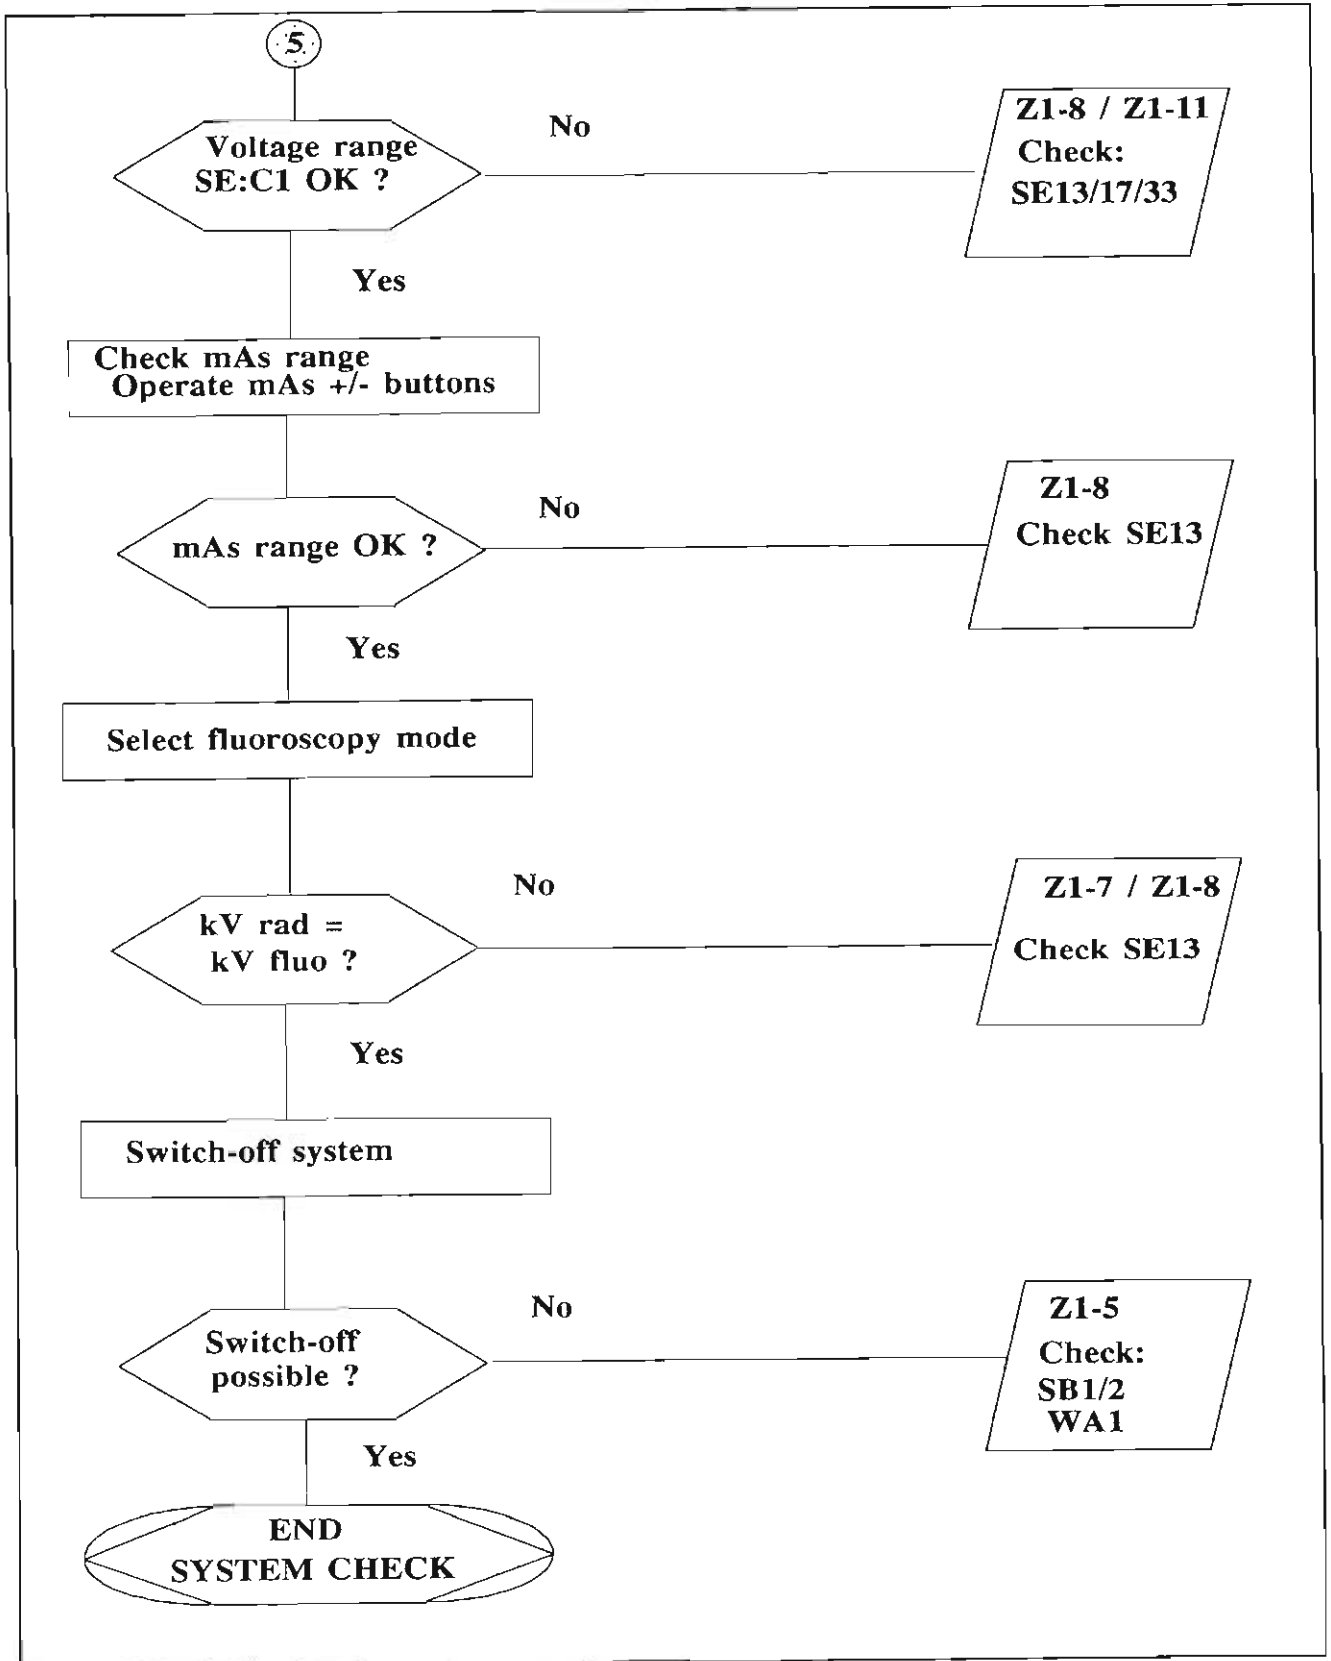 5
Voltage range
SE:C1 OK ?
No
Z1-8 / Z1-11
Check:
SE13/17/33
Yes
Check mAs range
Operate mAs +/- buttons
mAs range OK ?
No
Z1-8
Check SE13
Yes
Select fluoroscopy mode
kV rad =
kV fluo ?
No
Z1-7 / Z1-8
Check SE13
Yes
Switch-off system
Switch-off
possible ?
No
Z1-5
Check:
SB1/2
WA1
Yes
END
SYSTEM CHECK